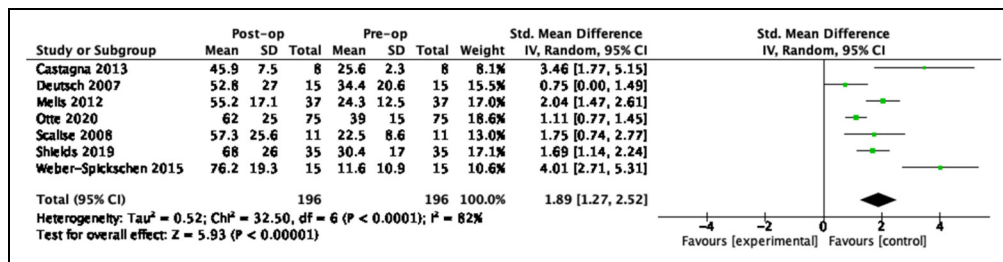 Post-op Pre-op Std. Mean Difference Std. Mean Difference
Study or Subgroup Mean SD Total Mean SD Total Weight IV, Random, 95% CI IV, Random, 95% CI
Castagna 2013 45.9 7.5 8 25.6 2.3 8 8.1% 3.46 [1.77, 5.15]
Deutsch 2007 52.8 27 15 34.4 20.6 15 15.5% 0.75 [0.00, 1.49]
Melis 2012 55.2 17.1 37 24.3 12.5 37 17.0% 2.04 [1.47, 2.61]
Otte 2020 62 25 75 39 15 75 18.6% 1.11 [0.77, 1.45]
Scalise 2008 57.3 25.6 11 22.5 8.6 11 13.0% 1.75 [0.74, 2.77]
Shields 2019 68 26 35 30.4 17 35 17.1% 1.69 [1.14, 2.24]
Weber-Spickschen 2015 76.2 19.3 15 11.6 10.9 15 10.6% 4.01 [2.71, 5.31]
Total (95% CI) 196 196 100.0% 1.89 [1.27, 2.52]
Heterogeneity: Tau² = 0.52; Chi² = 32.50, df = 6 (P < 0.0001); I² = 82%
Test for overall effect: Z = 5.93 (P < 0.00001)
-4 -2 0 2 4
Favours [experimental] Favours [control]